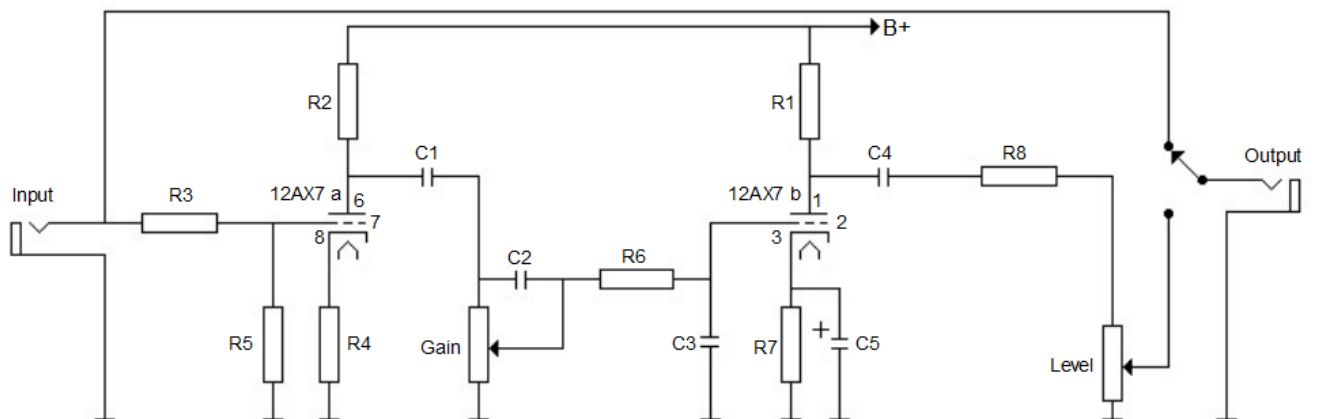 B+
R2
R1
C1
C4
R8
Output
Input
R3
12AX7 a
6
7
8
12AX7 b
1
2
3
C2
R6
R5
R4
Gain
C3
R7
+
C5
Level